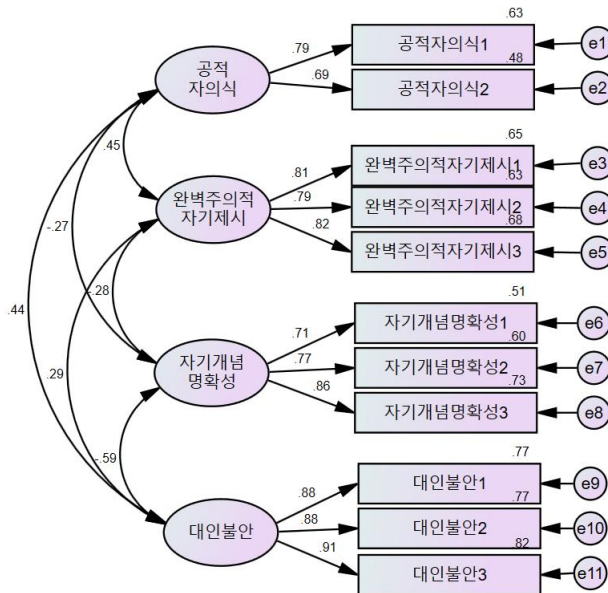 .63
.79
공적자의식1
e1
공적
자의식
.48
.69
공적자의식2
e2
.45
.65
.81
완벽주의적자기제시1
e3
.63
완벽주의적
자기제시
.79
완벽주의적자기제시2
e4
.68
.82
완벽주의적자기제시3
e5
-.27
-.28
.44
.51
.71
자기개념명확성1
e6
.60
자기개념
명확성
.77
자기개념명확성2
e7
.73
.86
자기개념명확성3
e8
.29
-.59
.77
.88
대인불안1
e9
.77
대인불안
.88
대인불안2
e10
.82
.91
대인불안3
e11